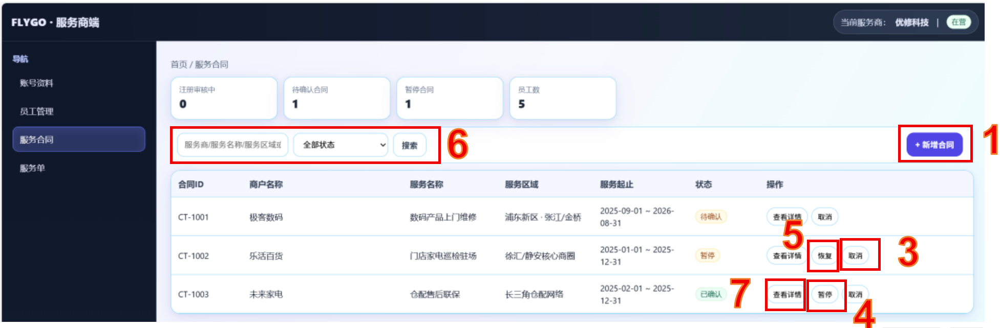 FLYGO · 服务商端
当前服务商： 优修科技 | 在营
导航
账号资料
员工管理
服务合同
服务单
首页 / 服务合同
注册审核中
0
待确认合同
1
暂停合同
1
员工数
5
服务商/服务名称/服务区域
全部状态
搜索
6
+ 新增合同
1
合同ID 商户名称 服务名称 服务区域 服务起止 状态 操作
CT-1001 极客数码 数码产品上门维修 浦东新区 · 张江/金桥 2025-09-01 ~ 2026-
08-31
待确认 查看详情 取消
5
CT-1002 乐活百货 门店家电巡检驻场 徐汇/静安核心商圈 2025-01-01 ~ 2025-
12-31
暂停 查看详情 恢复 取消
3
CT-1003 未来家电 仓配售后联保 长三角仓配网络 2025-02-01 ~ 2025-
12-31
已确认 7 查看详情 暂停 取消
4